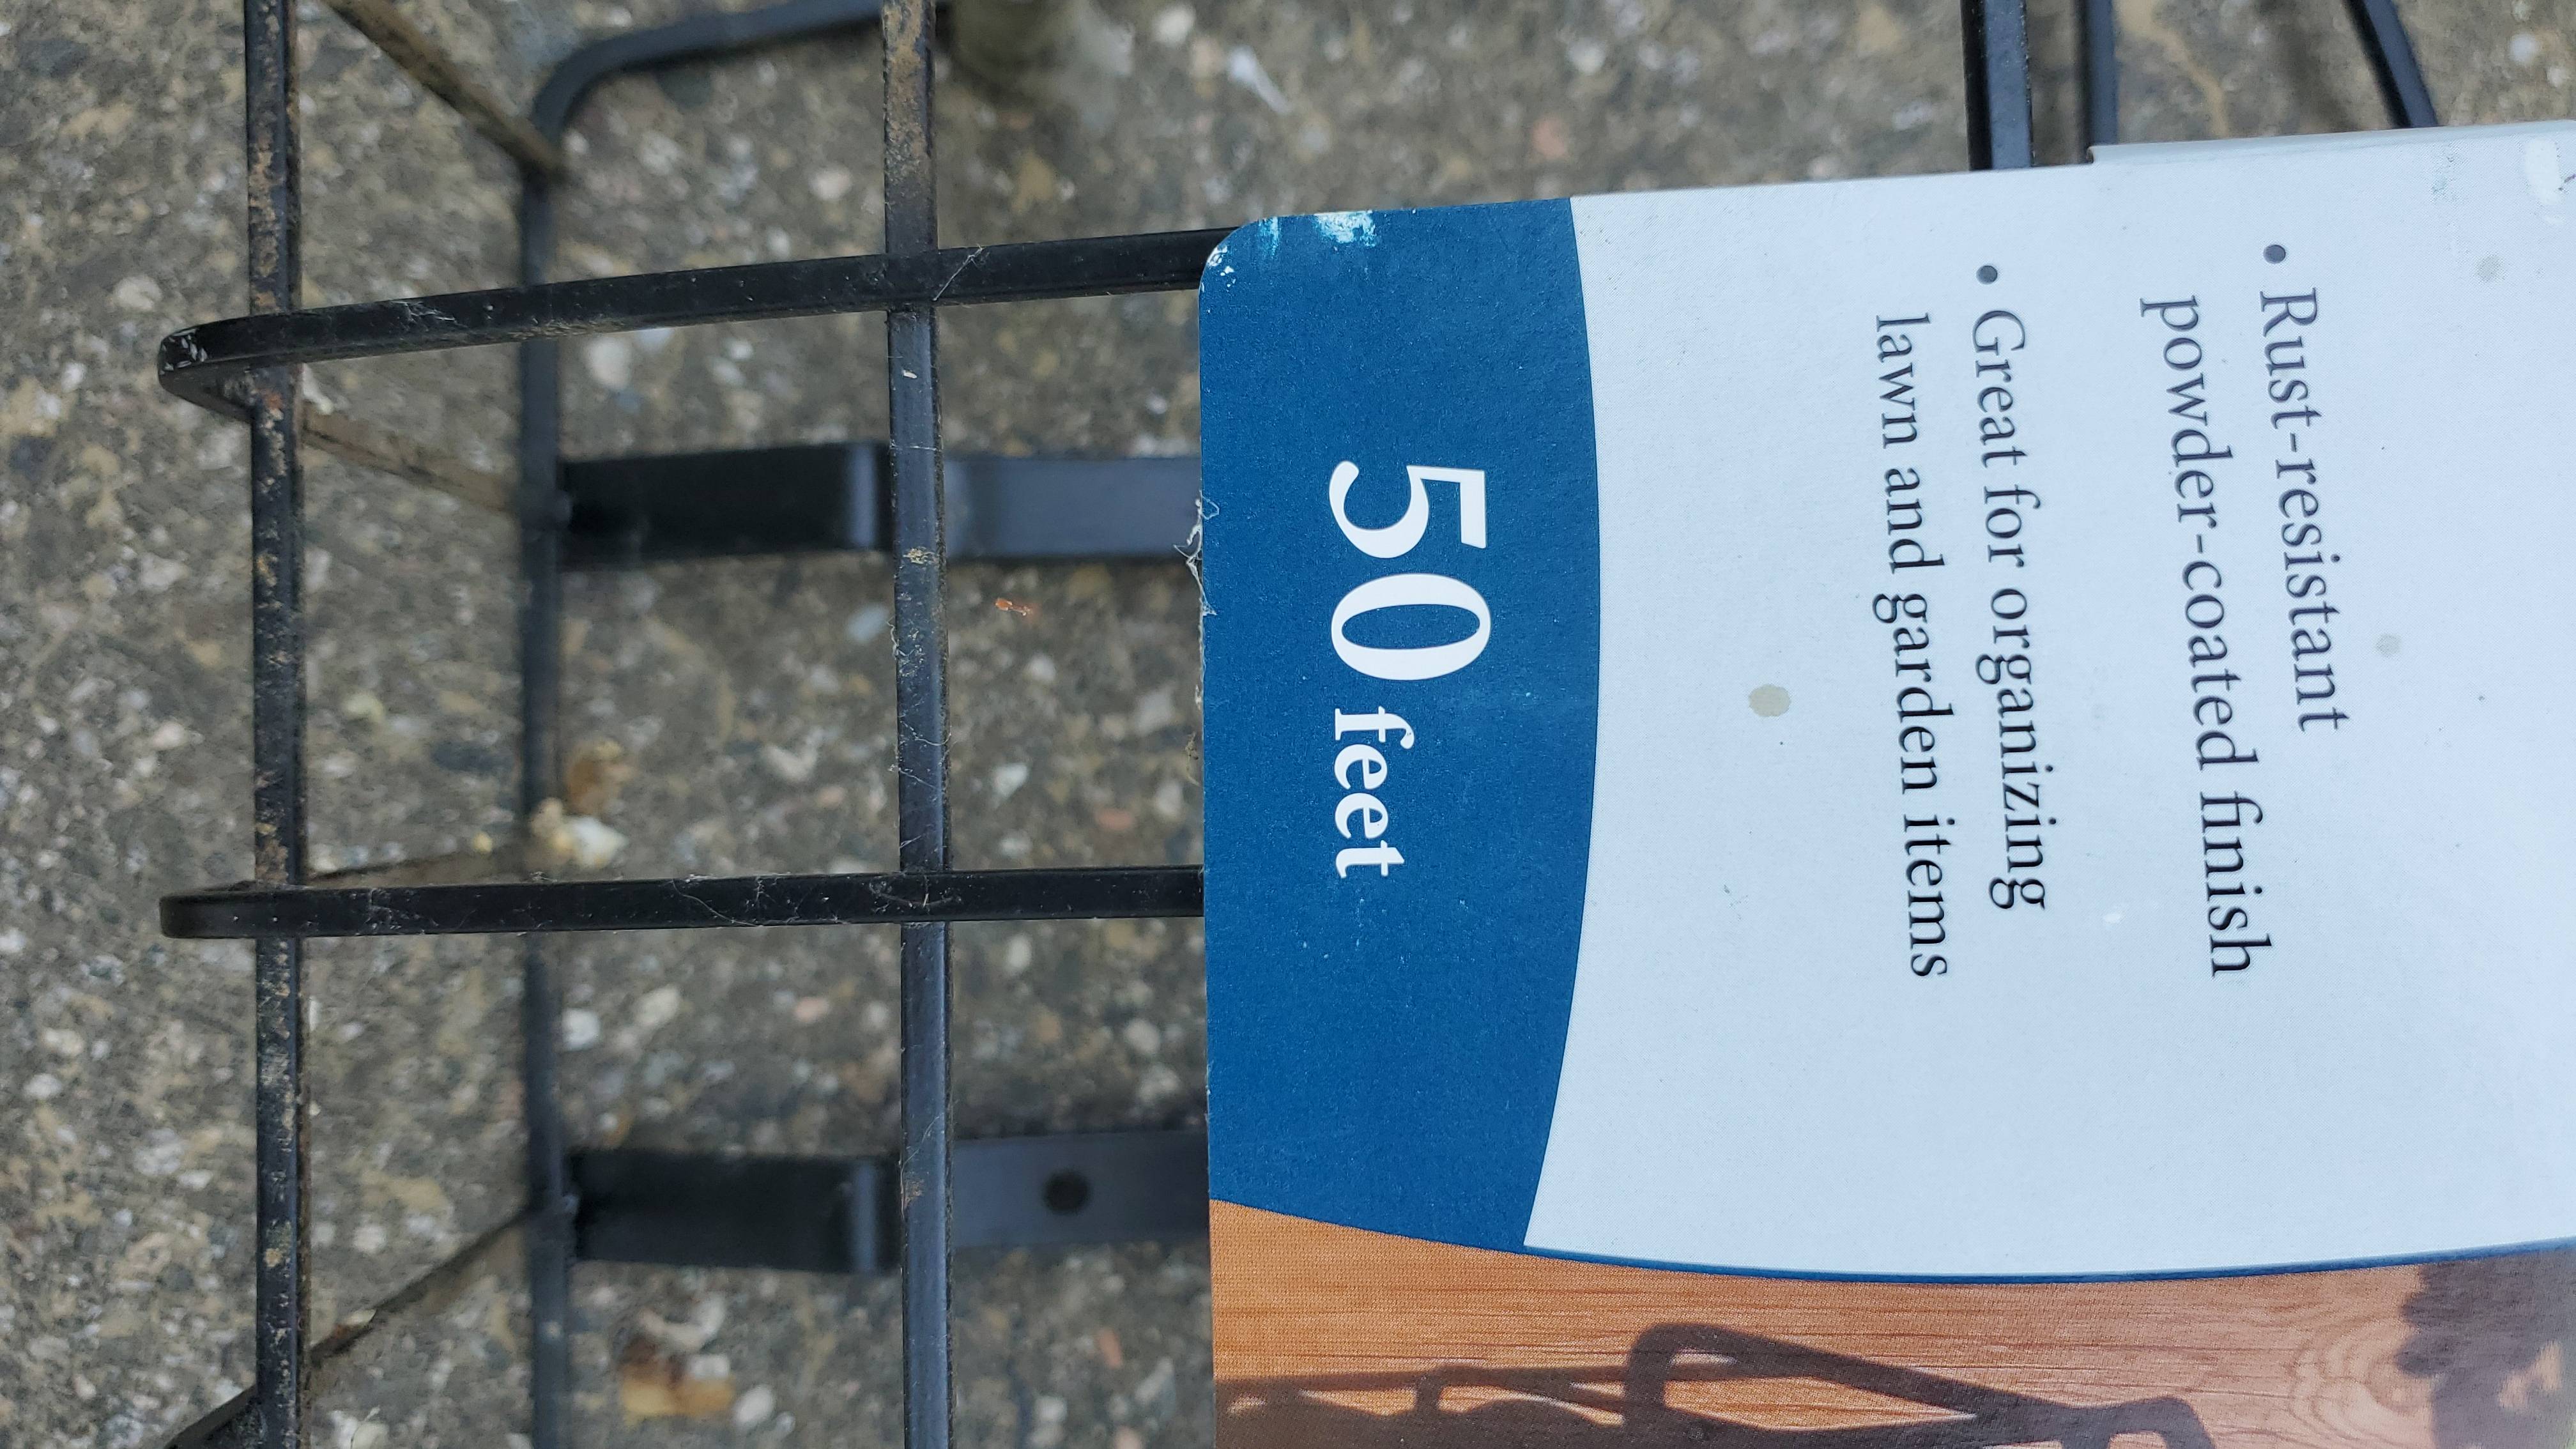 • Rust-resistant
powder-coated finish
• Great for organizing
lawn and garden items
50 feet